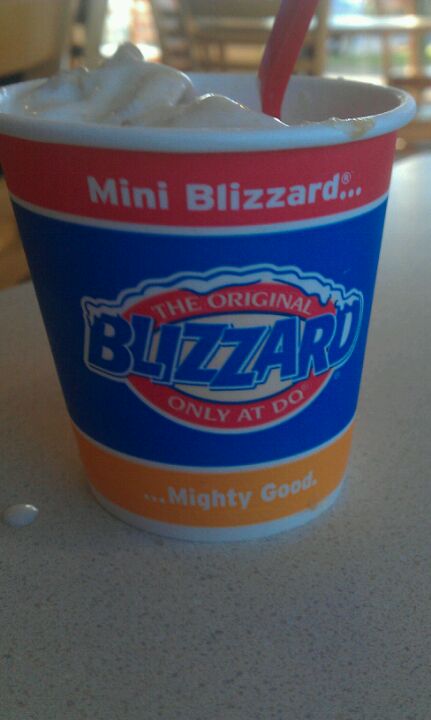 Mini Blizzard®...
THE ORIGINAL
BLIZZARD
ONLY AT DQ
...Mighty Good.